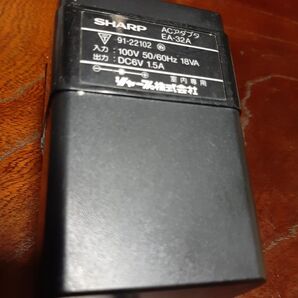 SHARP ACアダプタ
91-22102 EA-32A
入力 : 100V 50/60Hz 18VA
出力 : DC6V 1.5A
室内専用
シャープ株式会社